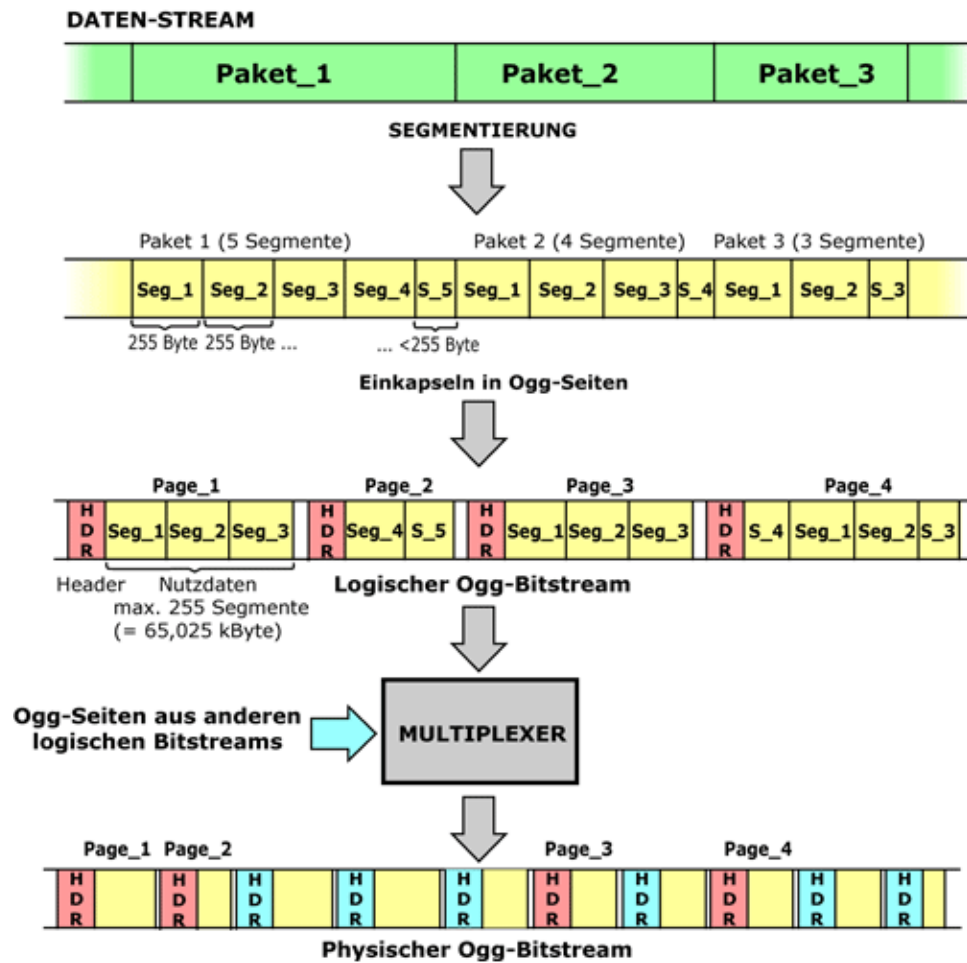 DATEN-STREAM
Paket_1 Paket_2 Paket_3
SEGMENTIERUNG
Paket 1 (5 Segmente) Paket 2 (4 Segmente) Paket 3 (3 Segmente)
Seg_1 Seg_2 Seg_3 Seg_4 S_5 Seg_1 Seg_2 Seg_3 S_4 Seg_1 Seg_2 S_3
255 Byte 255 Byte ... ... <255 Byte
Einkapseln in Ogg-Seiten
Page_1 Page_2 Page_3 Page_4
HDR Seg_1 Seg_2 Seg_3 HDR Seg_4 S_5 HDR Seg_1 Seg_2 Seg_3 HDR S_4 Seg_1 Seg_2 S_3
Header Nutzdaten Logischer Ogg-Bitstream
max. 255 Segmente
(= 65,025 kByte)
Ogg-Seiten aus anderen
logischen Bitstreams
MULTIPLEXER
Page_1 Page_2 Page_3 Page_4
HDR HDR HDR HDR HDR HDR HDR HDR HDR HDR
Physischer Ogg-Bitstream